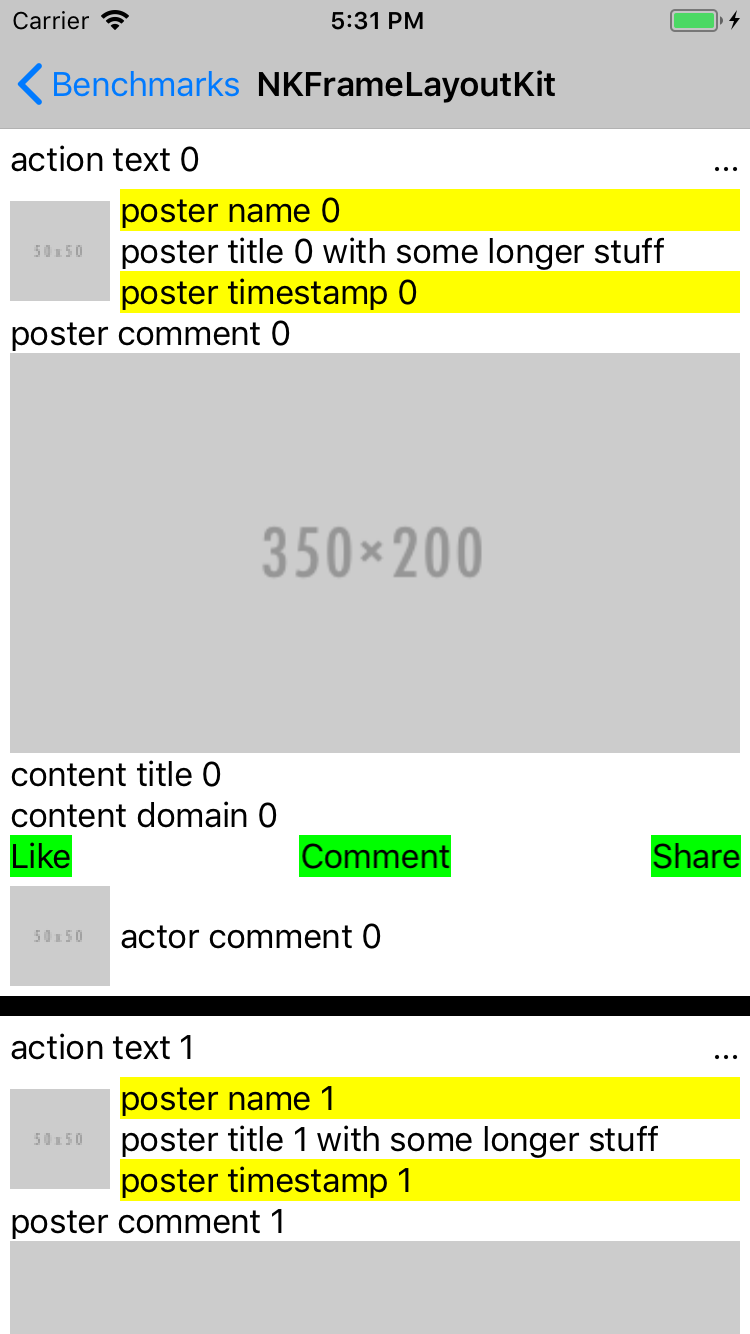 Carrier 5:31 PM
Benchmarks NKFrameLayoutKit
action text 0 ...
poster name 0
50x50
poster title 0 with some longer stuff
poster timestamp 0
poster comment 0
350×200
content title 0
content domain 0
Like Comment Share
50x50 actor comment 0
action text 1 ...
poster name 1
50x50
poster title 1 with some longer stuff
poster timestamp 1
poster comment 1